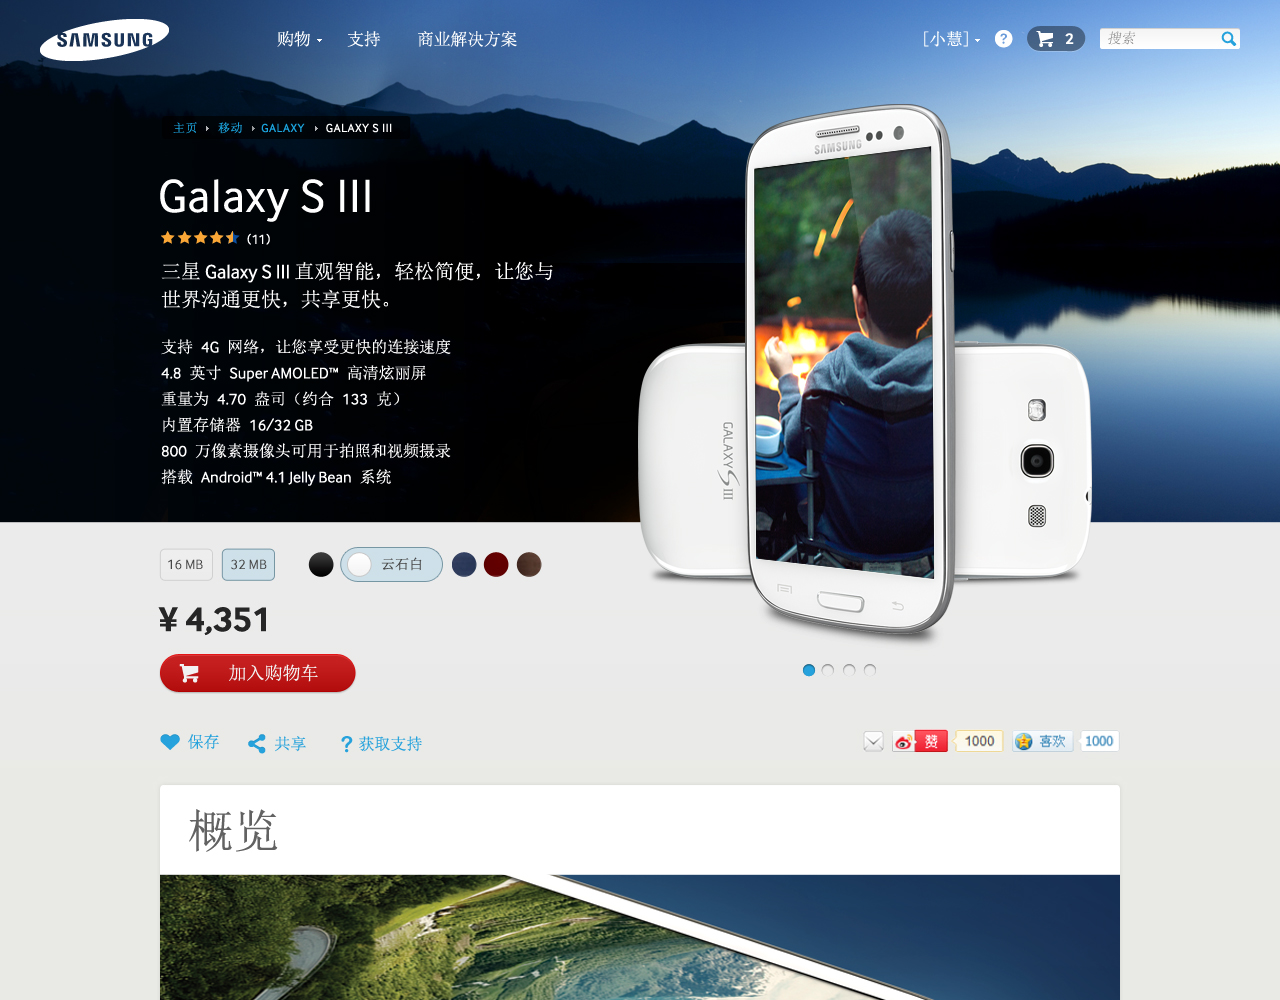 SAMSUNG
购物
支持
商业解决方案
[小慧]
?
2
搜索
主页
移动
GALAXY
GALAXY S III
Galaxy S III
(11)
三星 Galaxy S III 直观智能，轻松简便，让您与
世界沟通更快，共享更快。
支持 4G 网络，让您享受更快的连接速度
4.8 英寸 Super AMOLED™ 高清炫丽屏
重量为 4.70 盎司（约合 133 克）
内置存储器 16/32 GB
800 万像素摄像头可用于拍照和视频摄录
搭载 Android™ 4.1 Jelly Bean 系统
SAMSUNG
GALAXY S III
16 MB
32 MB
云石白
¥ 4,351
加入购物车
保存
共享
? 获取支持
赞
1000
喜欢
1000
概览